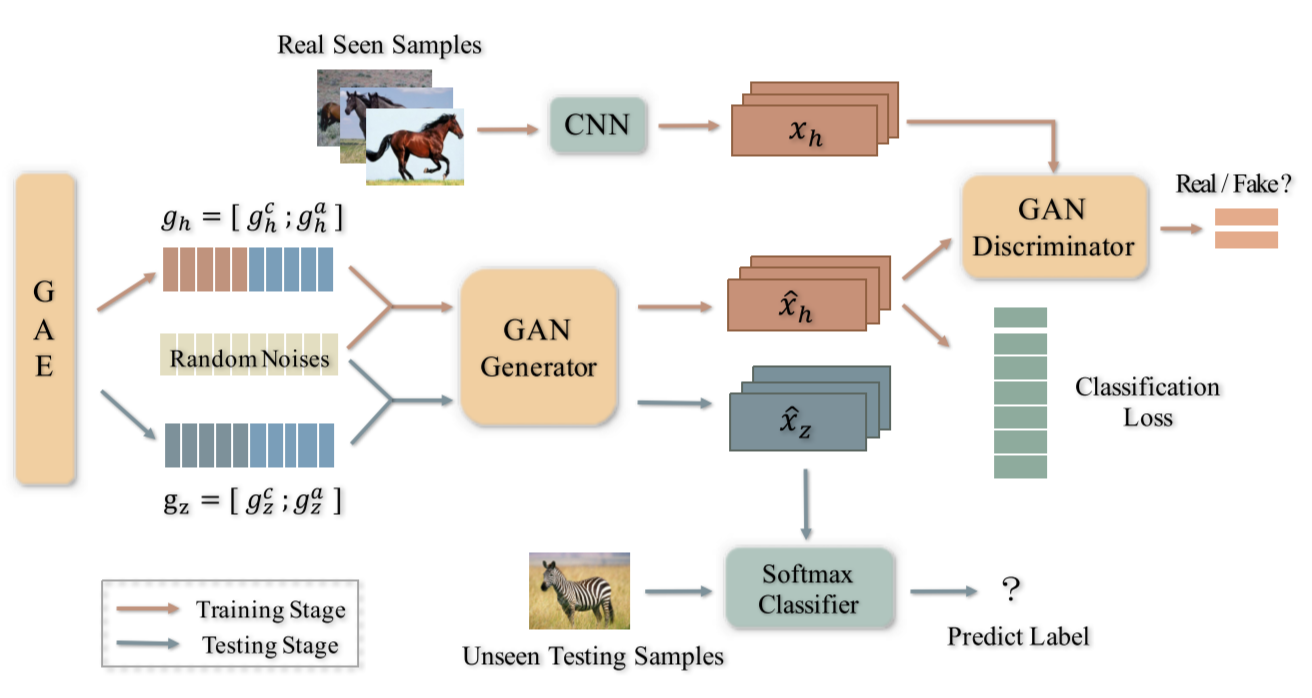 Real Seen Samples
CNN
x_h
GAN
Discriminator
Real / Fake?
g_h = [ g_h^c ; g_h^a ]
G
A
E
Random Noises
GAN
Generator
x̂_h
x̂_z
Classification
Loss
g_z = [ g_z^c ; g_z^a ]
Softmax
Classifier
?
Predict Label
Unseen Testing Samples
Training Stage
Testing Stage